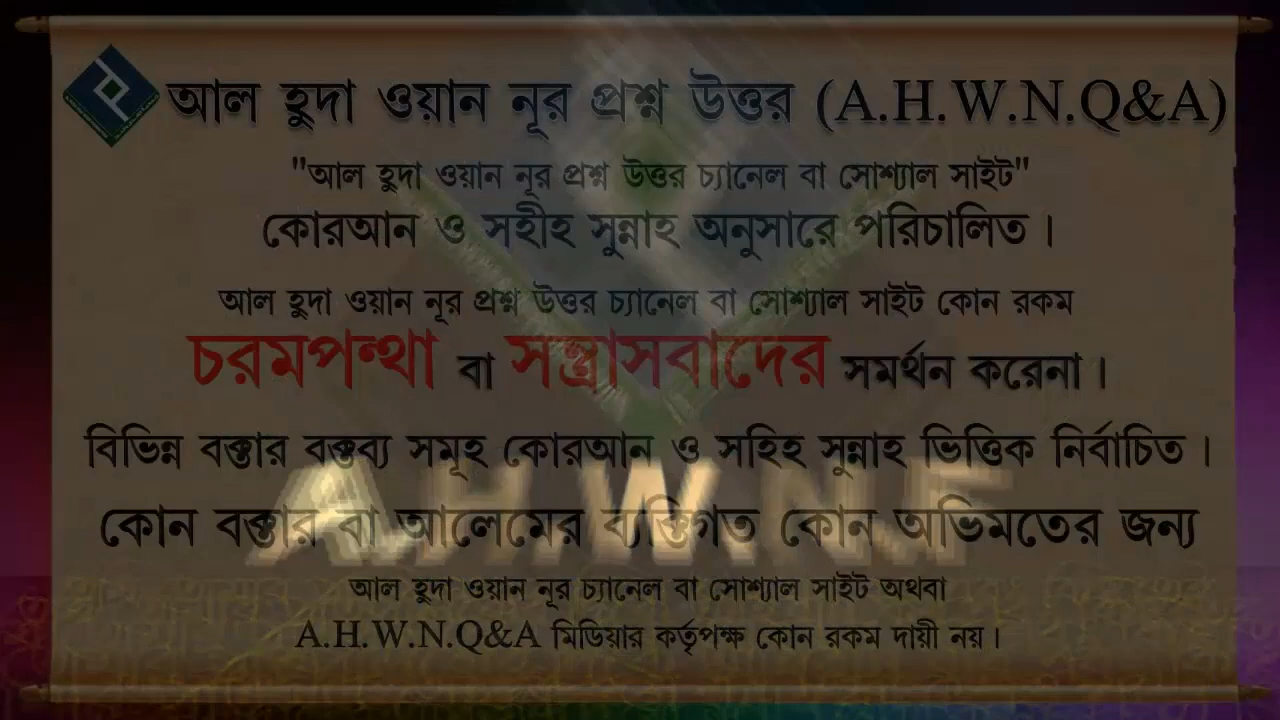 আল হুদা ওয়ান নূর প্রশ্ন উত্তর (A.H.W.N.Q&A)
"আল হুদা ওয়ান নূর প্রশ্ন উত্তর চ্যানেল বা সোশ্যাল সাইট"
কোরআন ও সহীহ সুন্নাহ অনুসারে পরিচালিত।
আল হুদা ওয়ান নূর প্রশ্ন উত্তর চ্যানেল বা সোশ্যাল সাইট কোন রকম
চরমপন্থা বা সন্ত্রাসবাদের সমর্থন করেনা।
বিভিন্ন বক্তার বক্তব্য সমূহ কোরআন ও সহিহ সুন্নাহ ভিত্তিক নির্বাচিত।
A.H.W.N.F
কোন বক্তার বা আলেমের ব্যক্তিগত কোন অভিমতের জন্য
আল হুদা ওয়ান নূর চ্যানেল বা সোশ্যাল সাইট অথবা
A.H.W.N.Q&A মিডিয়ার কর্তৃপক্ষ কোন রকম দায়ী নয়।